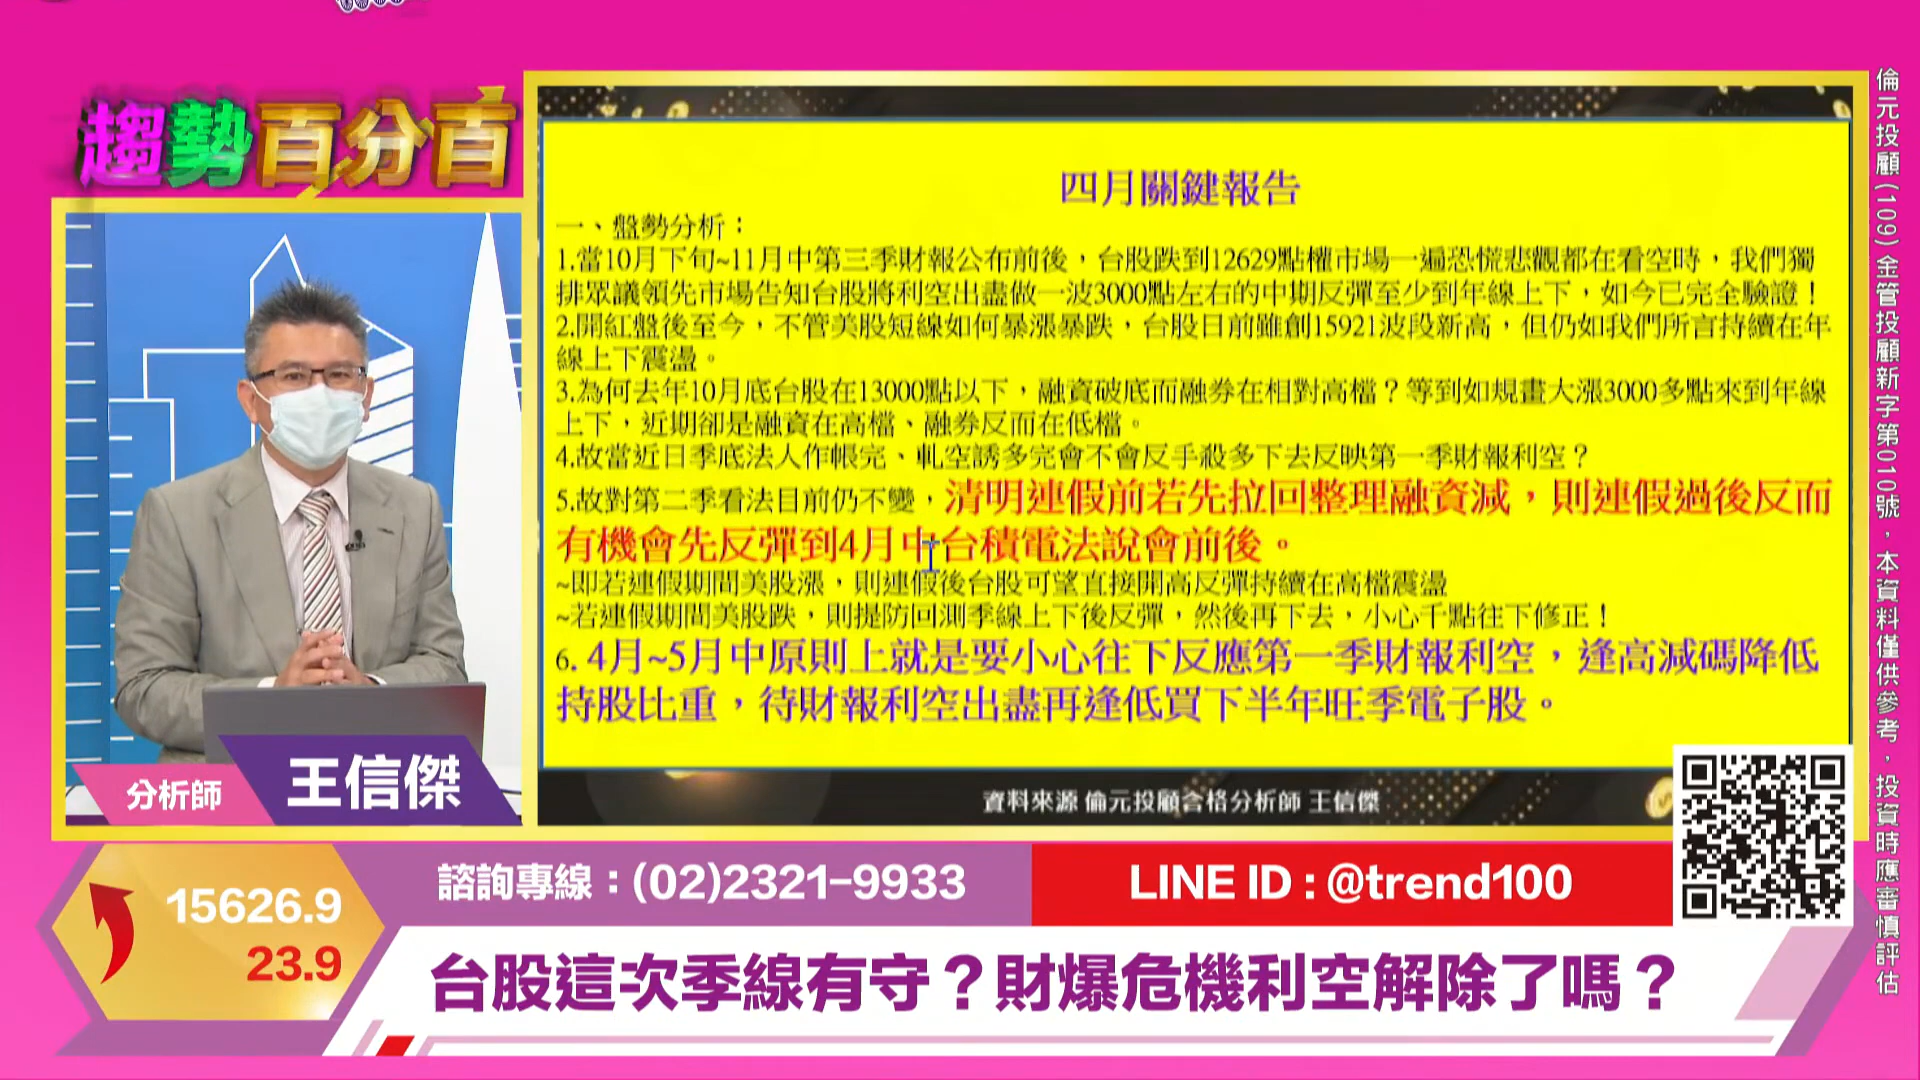 趨勢百分百
四月關鍵報告
一、盤勢分析：
1.當10月下旬~11月中第三季財報公布前後，台股跌到12629點權市場一遍恐慌悲觀都在看空時，我們獨
排眾議領先市場告知台股將利空出盡做一波3000點左右的中期反彈至少到年線上下，如今已完全驗證！
2.開紅盤後至今，不管美股短線如何暴漲暴跌，台股日前雖創15921波段新高，但仍如我們所言持續在年
線上下震盪。
3.為何去年10月底台股在13000點以下，融資破底而融券在相對高檔？等到如規畫大漲3000多點來到年線
上下，近期卻是融資在高檔、融券反而在低檔。
4.故當近日季底法人作帳完、軋空誘多完會不會反手殺多下去反映第一季財報利空？
5.故對第二季看法目前仍不變，清明連假前若先拉回整理融資減，則連假過後反而
有機會先反彈到4月中台積電法說會前後。
~即若連假期間美股漲，則連假後台股可望直接開高反彈持續在高檔震盪
~若連假期間美股跌，則提防回測季線上下後反彈，然後再下去，小心千點往下修正！
6. 4月~5月中原則上就是要小心往下反應第一季財報利空，逢高減碼降低
持股比重，待財報利空出盡再逢低買下半年旺季電子股。
資料來源 倫元投顧合格分析師 王信傑
分析師 王信傑
15626.9
23.9
諮詢專線：(02)2321-9933
LINE ID : @trend100
台股這次季線有守？財爆危機利空解除了嗎？
倫元投顧(109)金管投顧新字第010號，本資料僅供參考，投資時應審慎評估